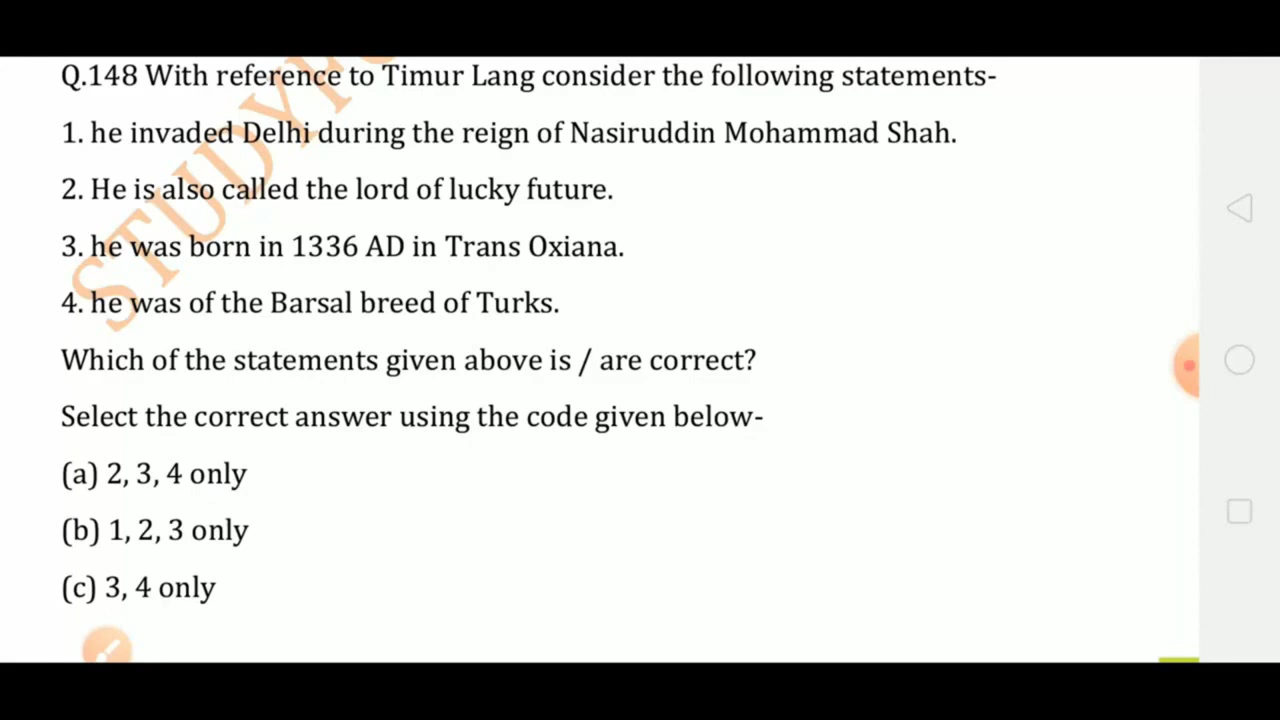 Q.148 With reference to Timur Lang consider the following statements-
1. he invaded Delhi during the reign of Nasiruddin Mohammad Shah.
2. He is also called the lord of lucky future.
3. he was born in 1336 AD in Trans Oxiana.
4. he was of the Barsal breed of Turks.
Which of the statements given above is / are correct?
Select the correct answer using the code given below-
(a) 2, 3, 4 only
(b) 1, 2, 3 only
(c) 3, 4 only